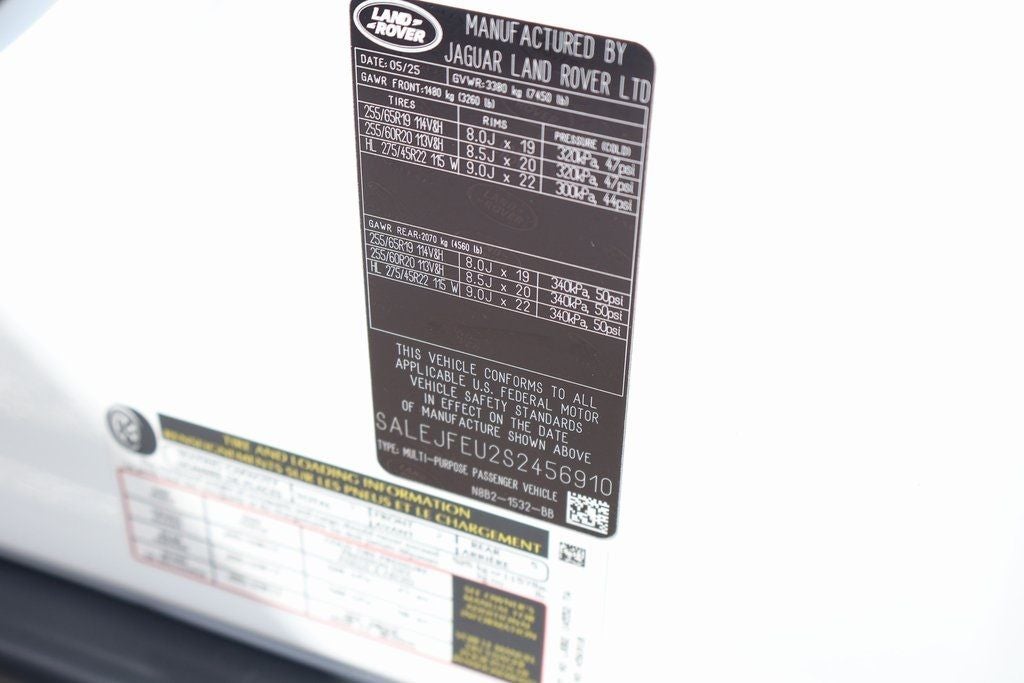 LAND
ROVER
MANUFACTURED BY
JAGUAR LAND ROVER LTD
DATE: 05/25
GVWR:3380 kg (7450 lb)
GAWR FRONT:1480 kg (3260 lb)
TIRES RIMS PRESSURE (COLD)
255/65R19 114V&H 8.0J x 19 320kPa, 47psi
255/60R20 113V&H 8.5J x 20 320kPa, 47psi
HL 275/45R22 115 W 9.0J x 22 300kPa, 44psi
GAWR REAR:2070 kg (4560 lb)
255/65R19 114V&H 8.0J x 19 340kPa, 50psi
255/60R20 113V&H 8.5J x 20 340kPa, 50psi
HL 275/45R22 115 W 9.0J x 22 340kPa, 50psi
THIS VEHICLE CONFORMS TO ALL
APPLICABLE U.S. FEDERAL MOTOR
VEHICLE SAFETY STANDARDS
IN EFFECT ON THE DATE
OF MANUFACTURE SHOWN ABOVE
SALEJFEU2S2456910
TYPE: MULTI-PURPOSE PASSENGER VEHICLE
N8B2-1532-BB
TIRE AND LOADING INFORMATION
RENSEIGNEMENTS SUR LES PNEUS ET LE CHARGEMENT
FRONT
AVANT
REAR
ARRIÈRE